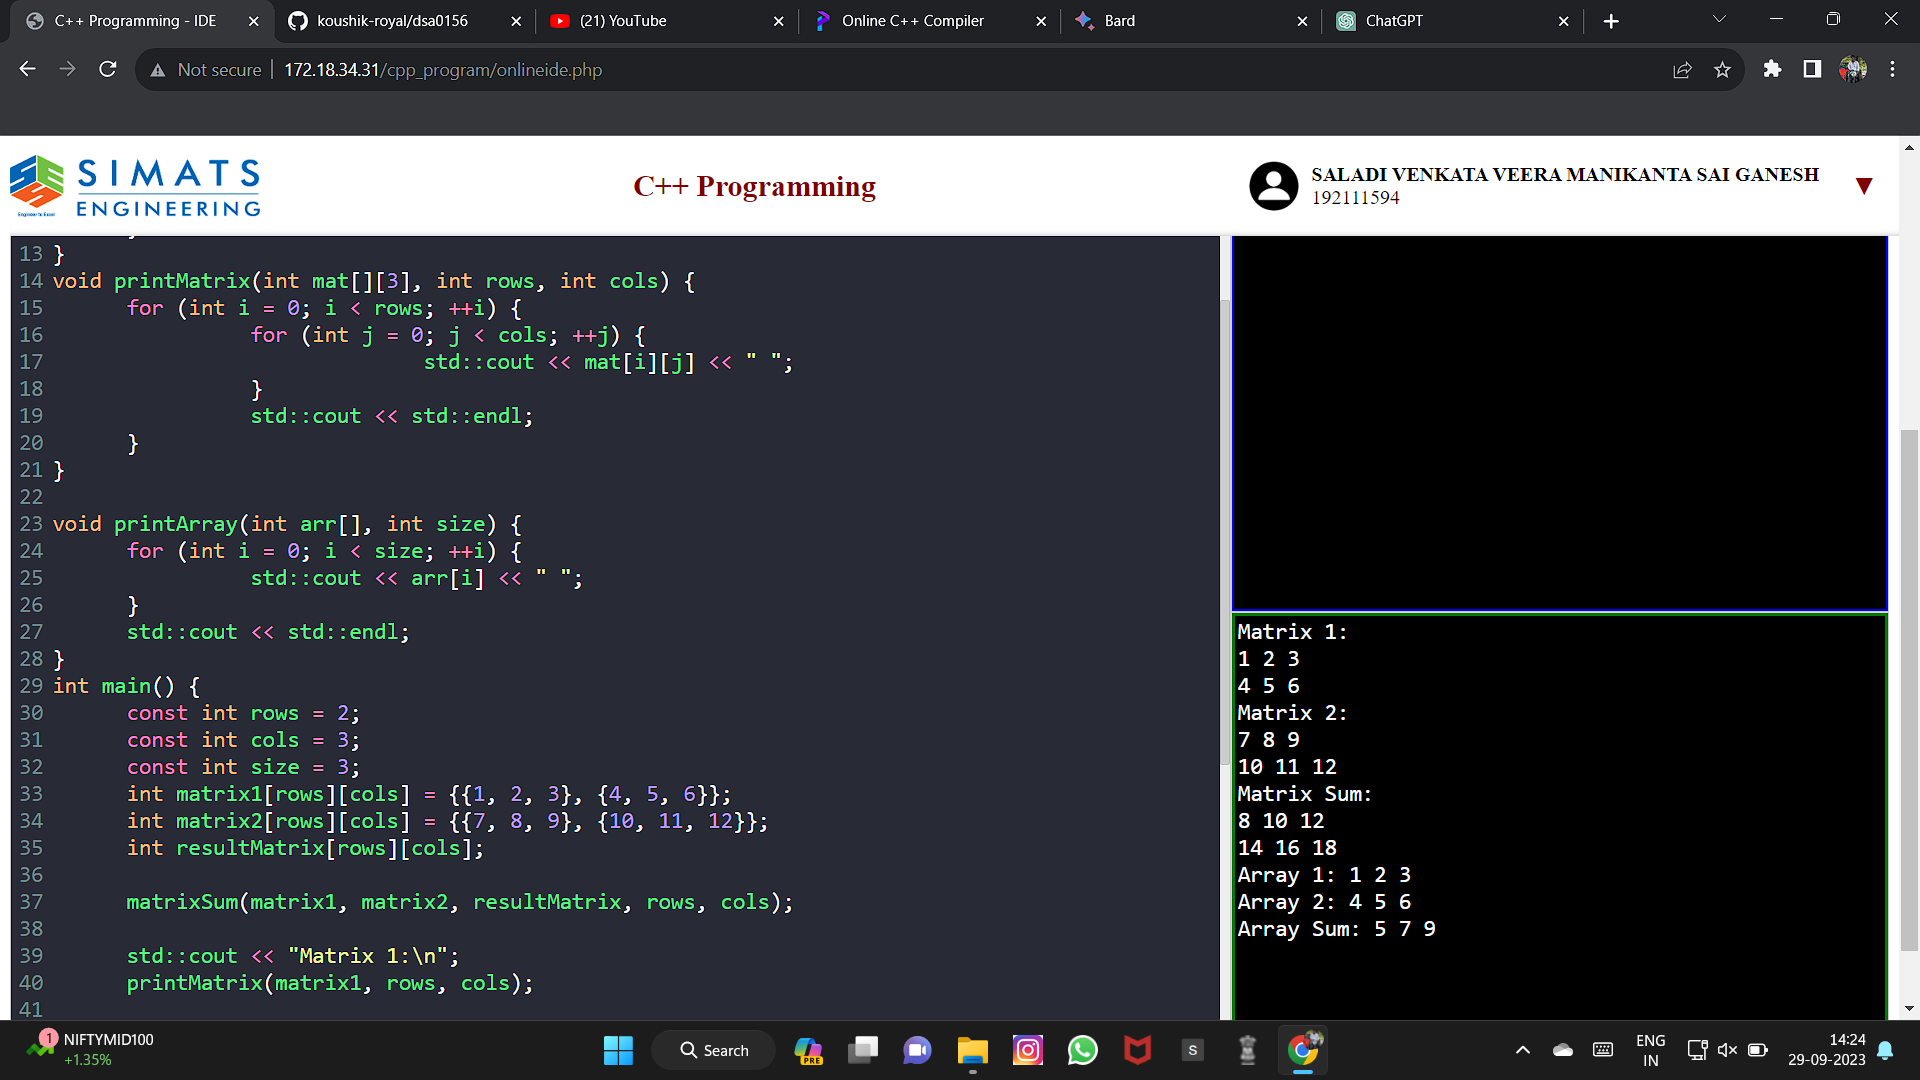 C++ Programming - IDE
koushik-royal/dsa0156
(21) YouTube
Online C++ Compiler
Bard
ChatGPT
Not secure | 172.18.34.31/cpp_program/onlineide.php
SIMATS
ENGINEERING
Engineer to Excel
C++ Programming
SALADI VENKATA VEERA MANIKANTA SAI GANESH
192111594
13 }
14 void printMatrix(int mat[][3], int rows, int cols) {
15 for (int i = 0; i < rows; ++i) {
16 for (int j = 0; j < cols; ++j) {
17 std::cout << mat[i][j] << " ";
18 }
19 std::cout << std::endl;
20 }
21 }
22
23 void printArray(int arr[], int size) {
24 for (int i = 0; i < size; ++i) {
25 std::cout << arr[i] << " ";
26 }
27 std::cout << std::endl;
28 }
29 int main() {
30 const int rows = 2;
31 const int cols = 3;
32 const int size = 3;
33 int matrix1[rows][cols] = {{1, 2, 3}, {4, 5, 6}};
34 int matrix2[rows][cols] = {{7, 8, 9}, {10, 11, 12}};
35 int resultMatrix[rows][cols];
36
37 matrixSum(matrix1, matrix2, resultMatrix, rows, cols);
38
39 std::cout << "Matrix 1:\n";
40 printMatrix(matrix1, rows, cols);
41
Matrix 1:
1 2 3
4 5 6
Matrix 2:
7 8 9
10 11 12
Matrix Sum:
8 10 12
14 16 18
Array 1: 1 2 3
Array 2: 4 5 6
Array Sum: 5 7 9
1
NIFTYMID100
+1.35%
Search
PRE
S
ENG
IN
14:24
29-09-2023